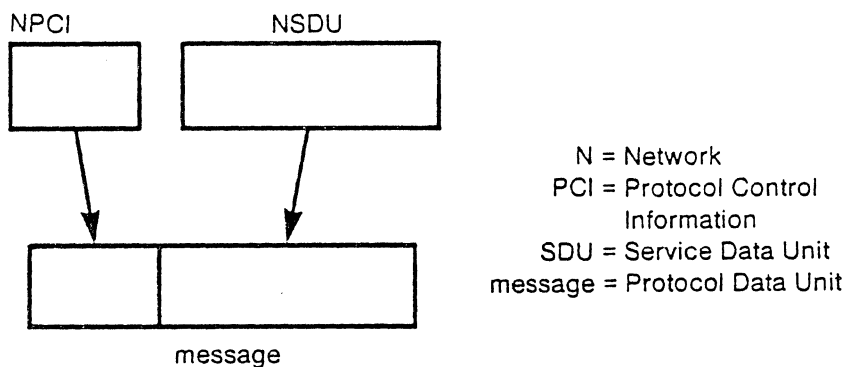 NPCI
NSDU
N = Network
PCI = Protocol Control
Information
SDU = Service Data Unit
message = Protocol Data Unit
message